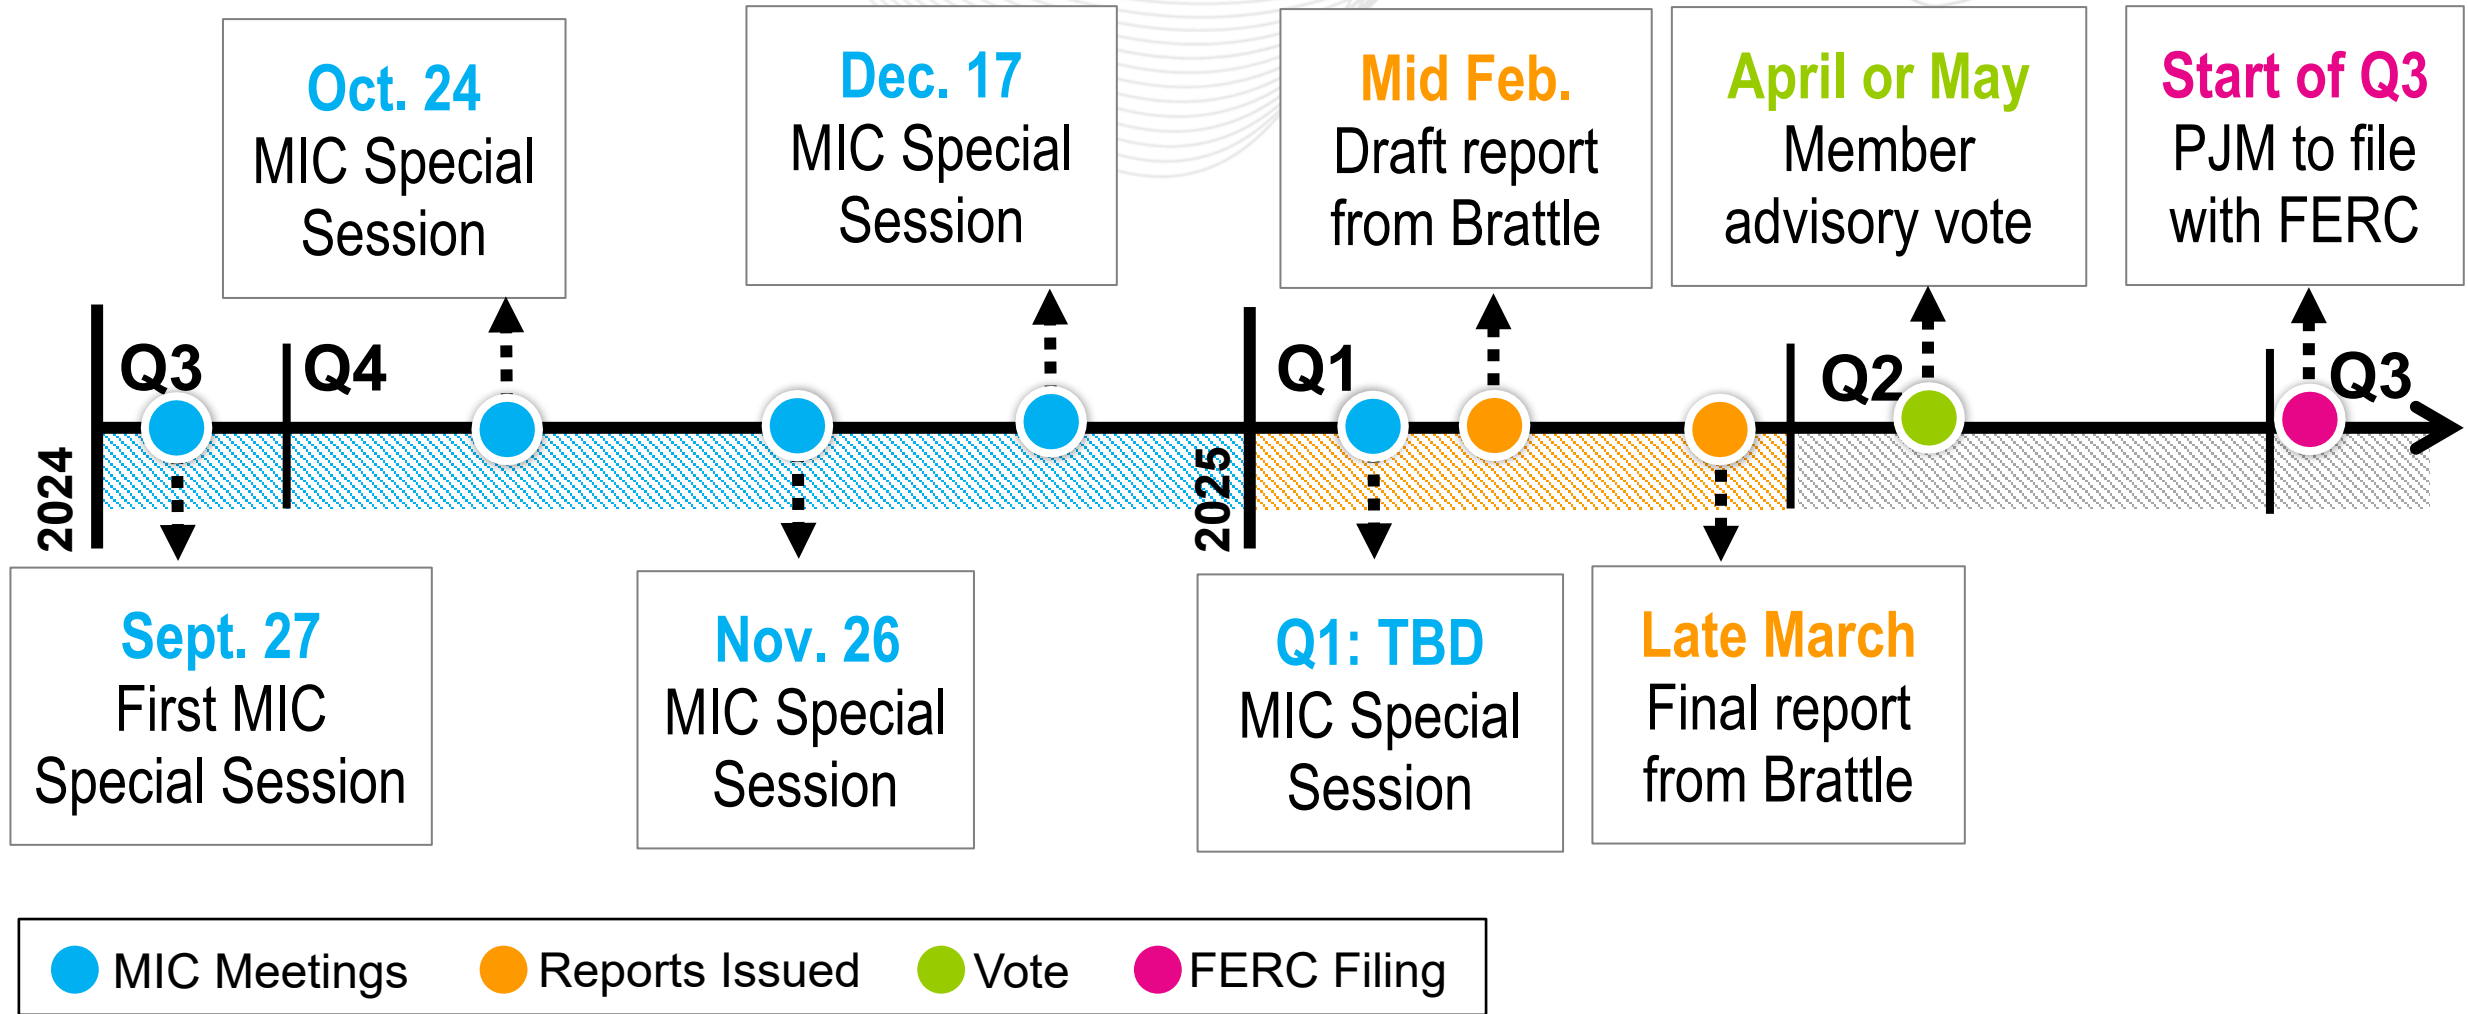 Oct. 24
MIC Special
Session
Dec. 17
MIC Special
Session
Mid Feb.
Draft report
from Brattle
April or May
Member
advisory vote
Start of Q3
PJM to file
with FERC
2024
Q3
Q4
2025
Q1
Q2
Q3
Sept. 27
First MIC
Special Session
Nov. 26
MIC Special
Session
Q1: TBD
MIC Special
Session
Late March
Final report
from Brattle
MIC Meetings
Reports Issued
Vote
FERC Filing